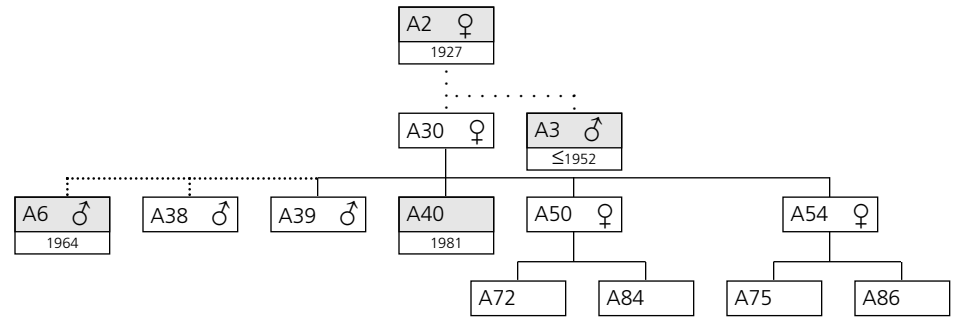 A2 ♀
1927
A30 ♀
A3 ♂
≤1952
A6 ♂
1964
A38 ♂
A39 ♂
A40
1981
A50 ♀
A54 ♀
A72
A84
A75
A86